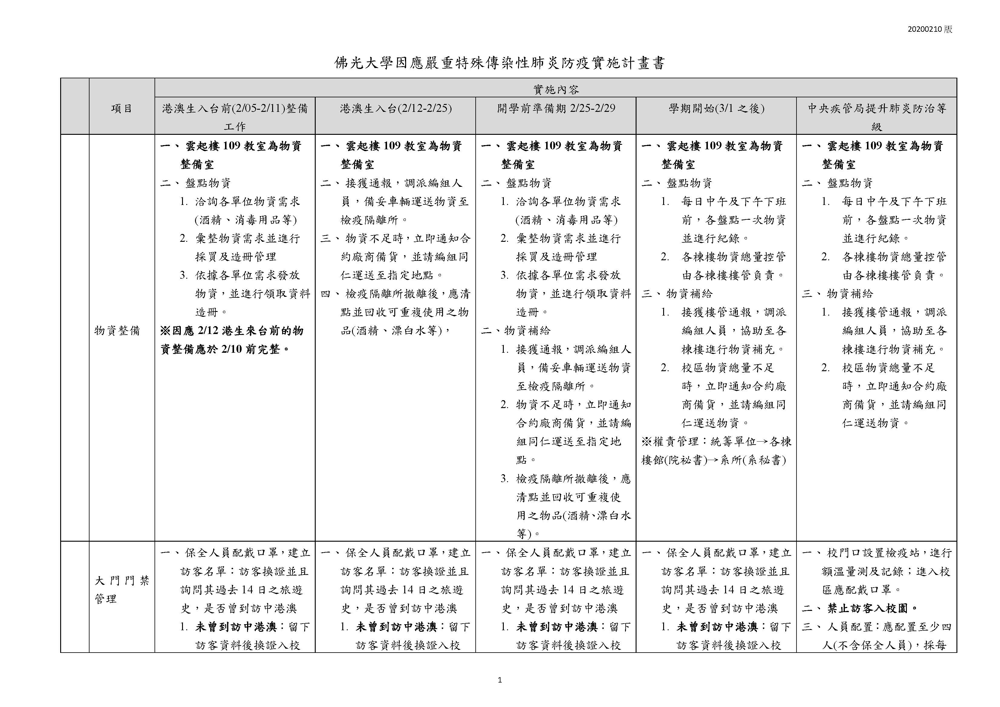 20200210 版
佛光大學因應嚴重特殊傳染性肺炎防疫實施計畫書
項目
實施內容
港澳生入台前(2/05-2/11)整備
工作
港澳生入台(2/12-2/25)
開學前準備期 2/25-2/29
學期開始(3/1 之後)
中央疾管局提升肺炎防治等
級
物資整備
一、雲起樓 109 教室為物資
整備室
二、盤點物資
1. 洽詢各單位物資需求
(酒精、消毒用品等)
2. 彙整物資需求並進行
採買及造冊管理
3. 依據各單位需求發放
物資，並進行領取資料
造冊。
※因應 2/12 港生來台前的物
資整備應於 2/10 前完整。
一、雲起樓 109 教室為物資
整備室
二、接獲通報，調派編組人
員，備妥車輛運送物資至
檢疫隔離所。
三、物資不足時，立即通知合
約廠商備貨，並請編組同
仁運送至指定地點。
四、檢疫隔離所撤離後，應清
點並回收可重複使用之物
品(酒精、漂白水等)，
一、雲起樓 109 教室為物資
整備室
二、盤點物資
1. 洽詢各單位物資需求
(酒精、消毒用品等)
2. 彙整物資需求並進行
採買及造冊管理
3. 依據各單位需求發放
物資，並進行領取資料
造冊。
二、物資補給
1. 接獲通報，調派編組人
員，備妥車輛運送物資
至檢疫隔離所。
2. 物資不足時，立即通知
合約廠商備貨，並請編
組同仁運送至指定地
點。
3. 檢疫隔離所撤離後，應
清點並回收可重複使
用之物品(酒精、漂白水
等)。
一、雲起樓 109 教室為物資
整備室
二、盤點物資
1. 每日中午及下午下班
前，各盤點一次物資
並進行紀錄。
2. 各棟樓物資總量控管
由各棟樓樓管負責。
三、物資補給
1. 接獲樓管通報，調派
編組人員，協助至各
棟樓進行物資補充。
2. 校區物資總量不足
時，立即通知合約廠
商備貨，並請編組同
仁運送物資。
※權責管理：統籌單位→各棟
樓館(院祕書)→系所(系秘書)
一、雲起樓 109 教室為物資
整備室
二、盤點物資
1. 每日中午及下午下班
前，各盤點一次物資
並進行紀錄。
2. 各棟樓物資總量控管
由各棟樓樓管負責。
三、物資補給
1. 接獲樓管通報，調派
編組人員，協助至各
棟樓進行物資補充。
2. 校區物資總量不足
時，立即通知合約廠
商備貨，並請編組同
仁運送物資。
大門門禁
管理
一、保全人員配戴口罩，建立
訪客名單：訪客換證並且
詢問其過去 14 日之旅遊
史，是否曾到訪中港澳
1. 未曾到訪中港澳：留下
訪客資料後換證入校
一、保全人員配戴口罩，建立
訪客名單：訪客換證並且
詢問其過去 14 日之旅遊
史，是否曾到訪中港澳
1. 未曾到訪中港澳：留下
訪客資料後換證入校
一、保全人員配戴口罩，建立
訪客名單：訪客換證並且
詢問其過去 14 日之旅遊
史，是否曾到訪中港澳
1. 未曾到訪中港澳：留下
訪客資料後換證入校
一、保全人員配戴口罩，建立
訪客名單：訪客換證並且
詢問其過去 14 日之旅遊
史，是否曾到訪中港澳
1. 未曾到訪中港澳：留下
訪客資料後換證入校
一、校門口設置檢疫站，進行
額溫量測及記錄；進入校
區應配戴口罩。
二、禁止訪客入校園。
三、人員配置：應配置至少四
人(不含保全人員)，採每
1